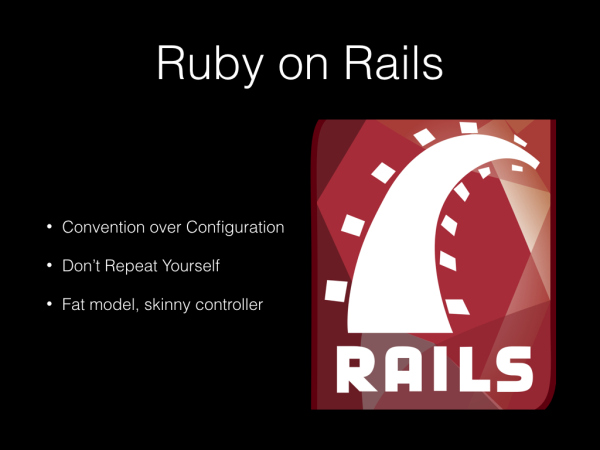 Ruby on Rails
• Convention over Configuration
• Don’t Repeat Yourself
• Fat model, skinny controller
RAILS